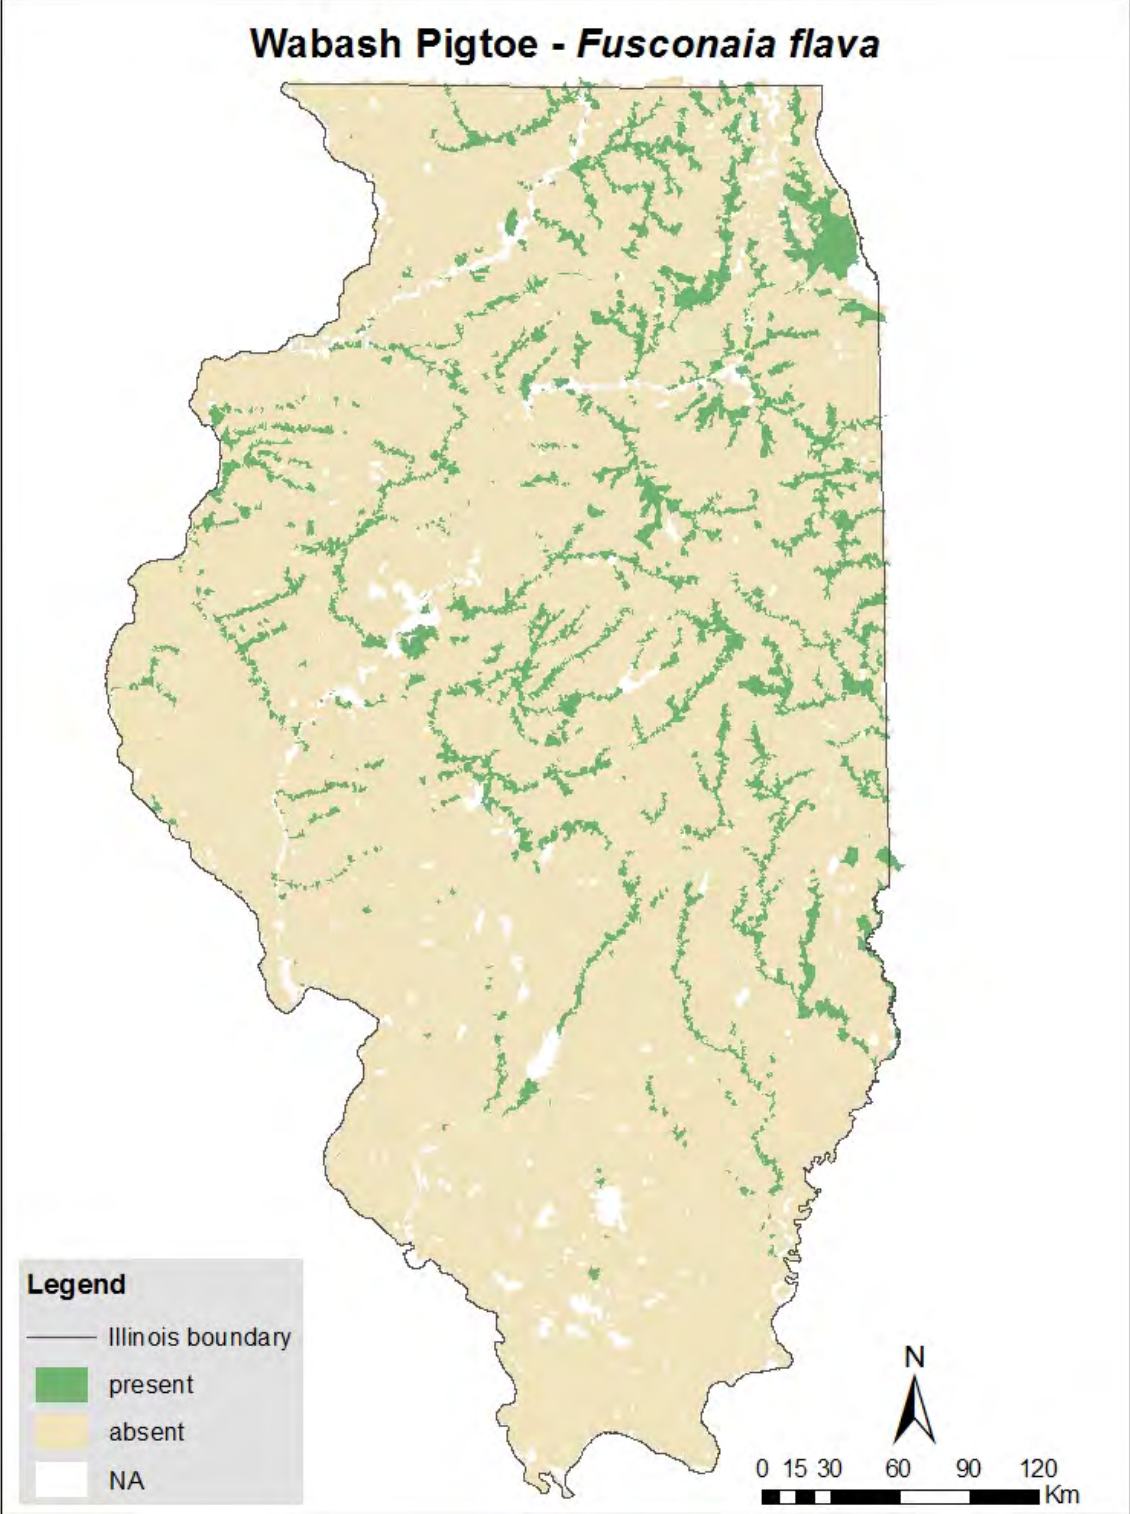 Wabash Pigtoe - Fusconaia flava
Legend
Illinois boundary
present
absent
NA
N
0 15 30 60 90 120
Km